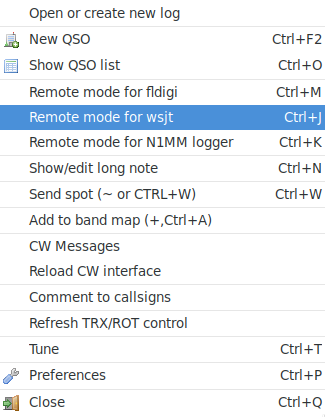 Open or create new log
New QSO Ctrl+F2
Show QSO list Ctrl+O
Remote mode for fldigi Ctrl+M
Remote mode for wsjt Ctrl+J
Remote mode for N1MM logger Ctrl+K
Show/edit long note Ctrl+N
Send spot (~ or CTRL+W) Ctrl+W
Add to band map (+,Ctrl+A)
CW Messages
Reload CW interface
Comment to callsigns
Refresh TRX/ROT control
Tune Ctrl+T
Preferences Ctrl+P
Close Ctrl+Q